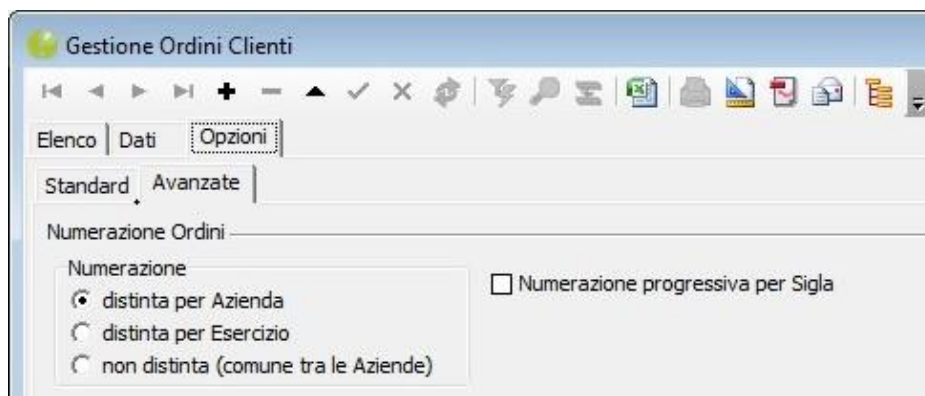 Gestione Ordini Clienti
Elenco Dati Opzioni
Standard Avanzate
Numerazione Ordini
Numerazione
distinta per Azienda
distinta per Esercizio
non distinta (comune tra le Aziende)
Numerazione progressiva per Sigla